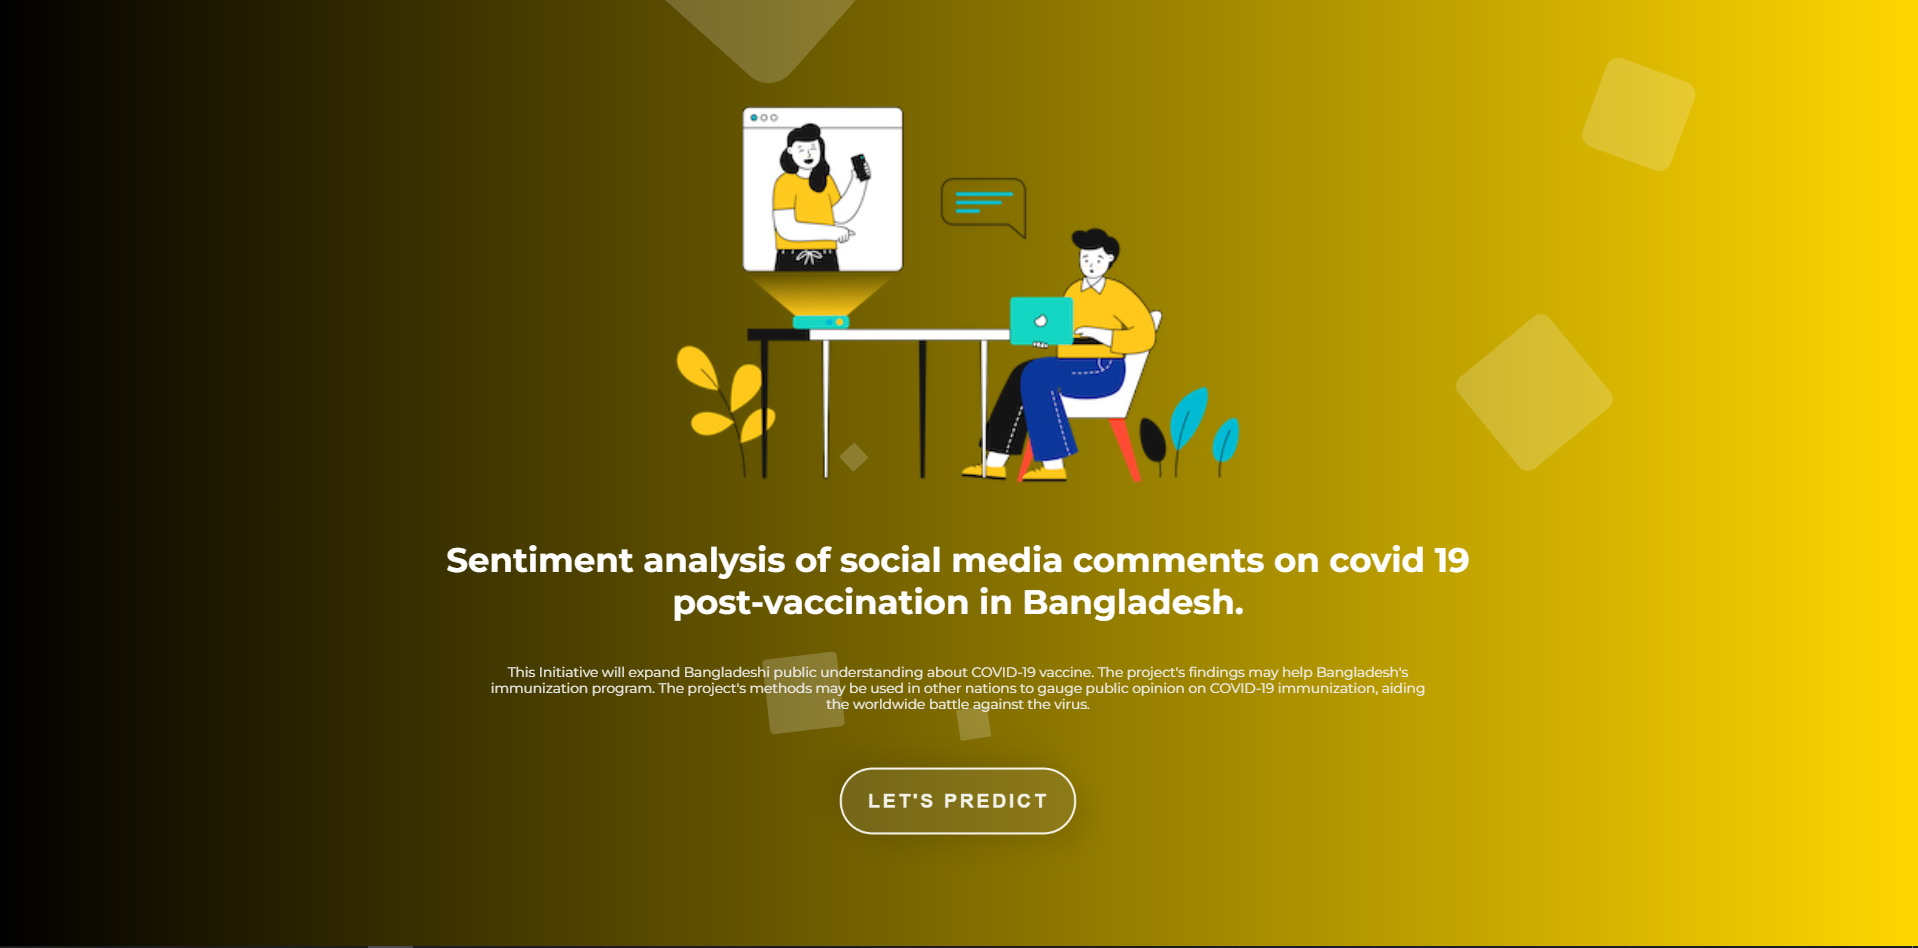 Sentiment analysis of social media comments on covid 19
post-vaccination in Bangladesh.
This Initiative will expand Bangladeshi public understanding about COVID-19 vaccine. The project's findings may help Bangladesh's
immunization program. The project's methods may be used in other nations to gauge public opinion on COVID-19 immunization, aiding
the worldwide battle against the virus.
LET'S PREDICT